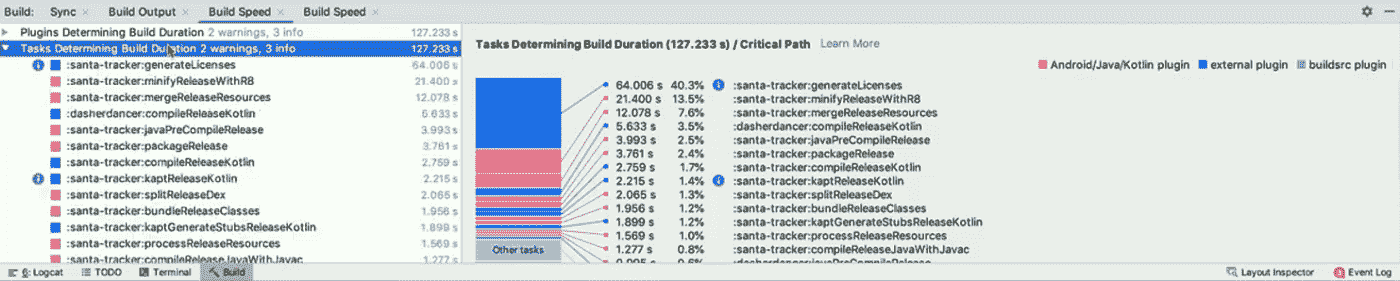 Build: Sync × Build Output × Build Speed × Build Speed ×
Plugins Determining Build Duration 2 warnings, 3 info 127.233 s
Tasks Determining Build Duration 2 warnings, 3 info 127.233 s
:santa-tracker:generateLicenses 64.006 s
:santa-tracker:minifyReleaseWithR8 21.400 s
:santa-tracker:mergeReleaseResources 12.078 s
:dasherdancer:compileReleaseKotlin 5.633 s
:santa-tracker:javaPreCompileRelease 3.993 s
:santa-tracker:packageRelease 3.761 s
:santa-tracker:compileReleaseKotlin 2.759 s
:santa-tracker:kaptReleaseKotlin 2.215 s
:santa-tracker:splitReleaseDex 2.065 s
:santa-tracker:bundleReleaseClasses 1.956 s
:santa-tracker:kaptGenerateStubsReleaseKotlin 1.899 s
:santa-tracker:processReleaseResources 1.569 s
:santa-tracker:compileReleaseJavaWithJavac 1.277 s
Tasks Determining Build Duration (127.233 s) / Critical Path Learn More
Android/Java/Kotlin plugin external plugin buildsrc plugin
64.006 s 40.3% :santa-tracker:generateLicenses
21.400 s 13.5% :santa-tracker:minifyReleaseWithR8
12.078 s 7.6% :santa-tracker:mergeReleaseResources
5.633 s 3.5% :dasherdancer:compileReleaseKotlin
3.993 s 2.5% :santa-tracker:javaPreCompileRelease
3.761 s 2.4% :santa-tracker:packageRelease
2.759 s 1.7% :santa-tracker:compileReleaseKotlin
2.215 s 1.4% :santa-tracker:kaptReleaseKotlin
2.065 s 1.3% :santa-tracker:splitReleaseDex
1.956 s 1.2% :santa-tracker:bundleReleaseClasses
1.899 s 1.2% :santa-tracker:kaptGenerateStubsReleaseKotlin
1.569 s 1.0% :santa-tracker:processReleaseResources
1.277 s 0.8% :santa-tracker:compileReleaseJavaWithJavac
Other tasks
6: Logcat TODO Terminal Build Layout Inspector Event Log